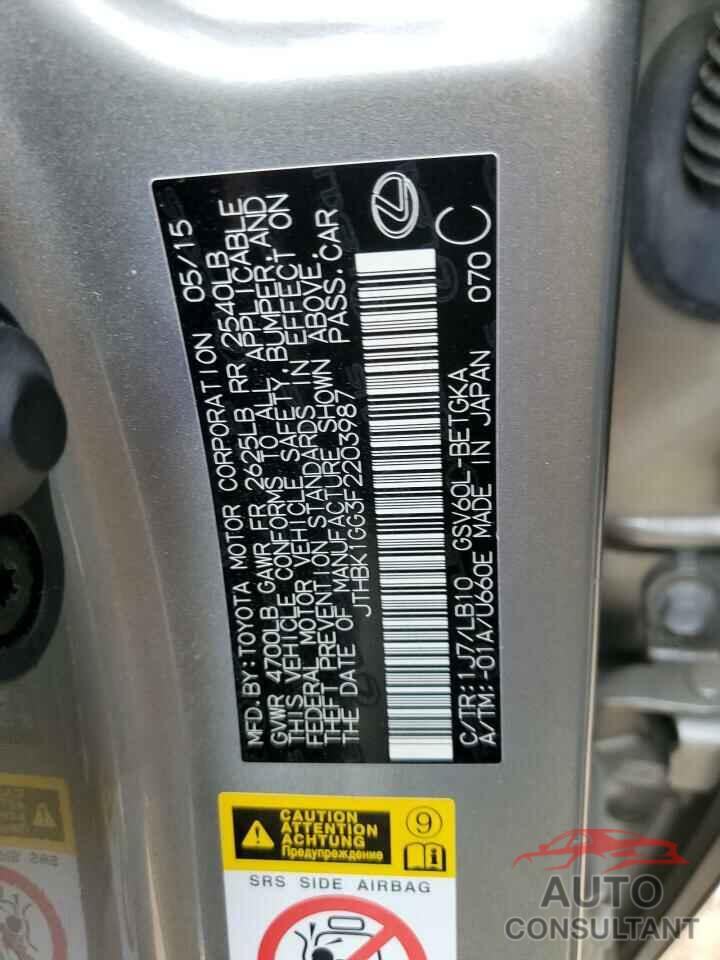 MFD.BY:TOYOTA MOTOR CORPORATION 05/15
GVWR 4700LB GAWR FR 2625LB RR 2540LB
THIS VEHICLE CONFORMS TO ALL APPLICABLE
FEDERAL MOTOR VEHICLE SAFETY, BUMPER, AND
THEFT PREVENTION STANDARDS IN EFFECT ON
THE DATE OF MANUFACTURE SHOWN ABOVE.
JTHBK1GG3F2203987 PASS.CAR
C/TR:1J7/LB10 GSV60L-BETGKA 070 C
A/TM:-01A/U660E MADE IN JAPAN
CAUTION
ATTENTION
ACHTUNG
Предупреждение
9
i
SRS SIDE AIRBAG
AUTO
CONSULTANT